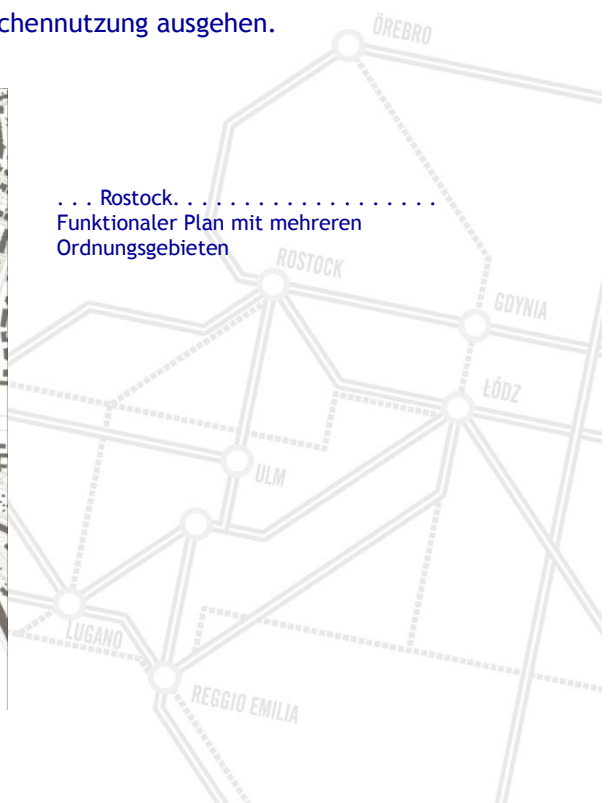 chennutzung ausgehen.
ÖREBRO
. . . Rostock. . . . . . . . . . . . . . . . . . .
Funktionaler Plan mit mehreren
Ordnungsgebieten
ROSTOCK
GDYNIA
ŁÓDZ
ULM
LUGANO
REGGIO EMILIA